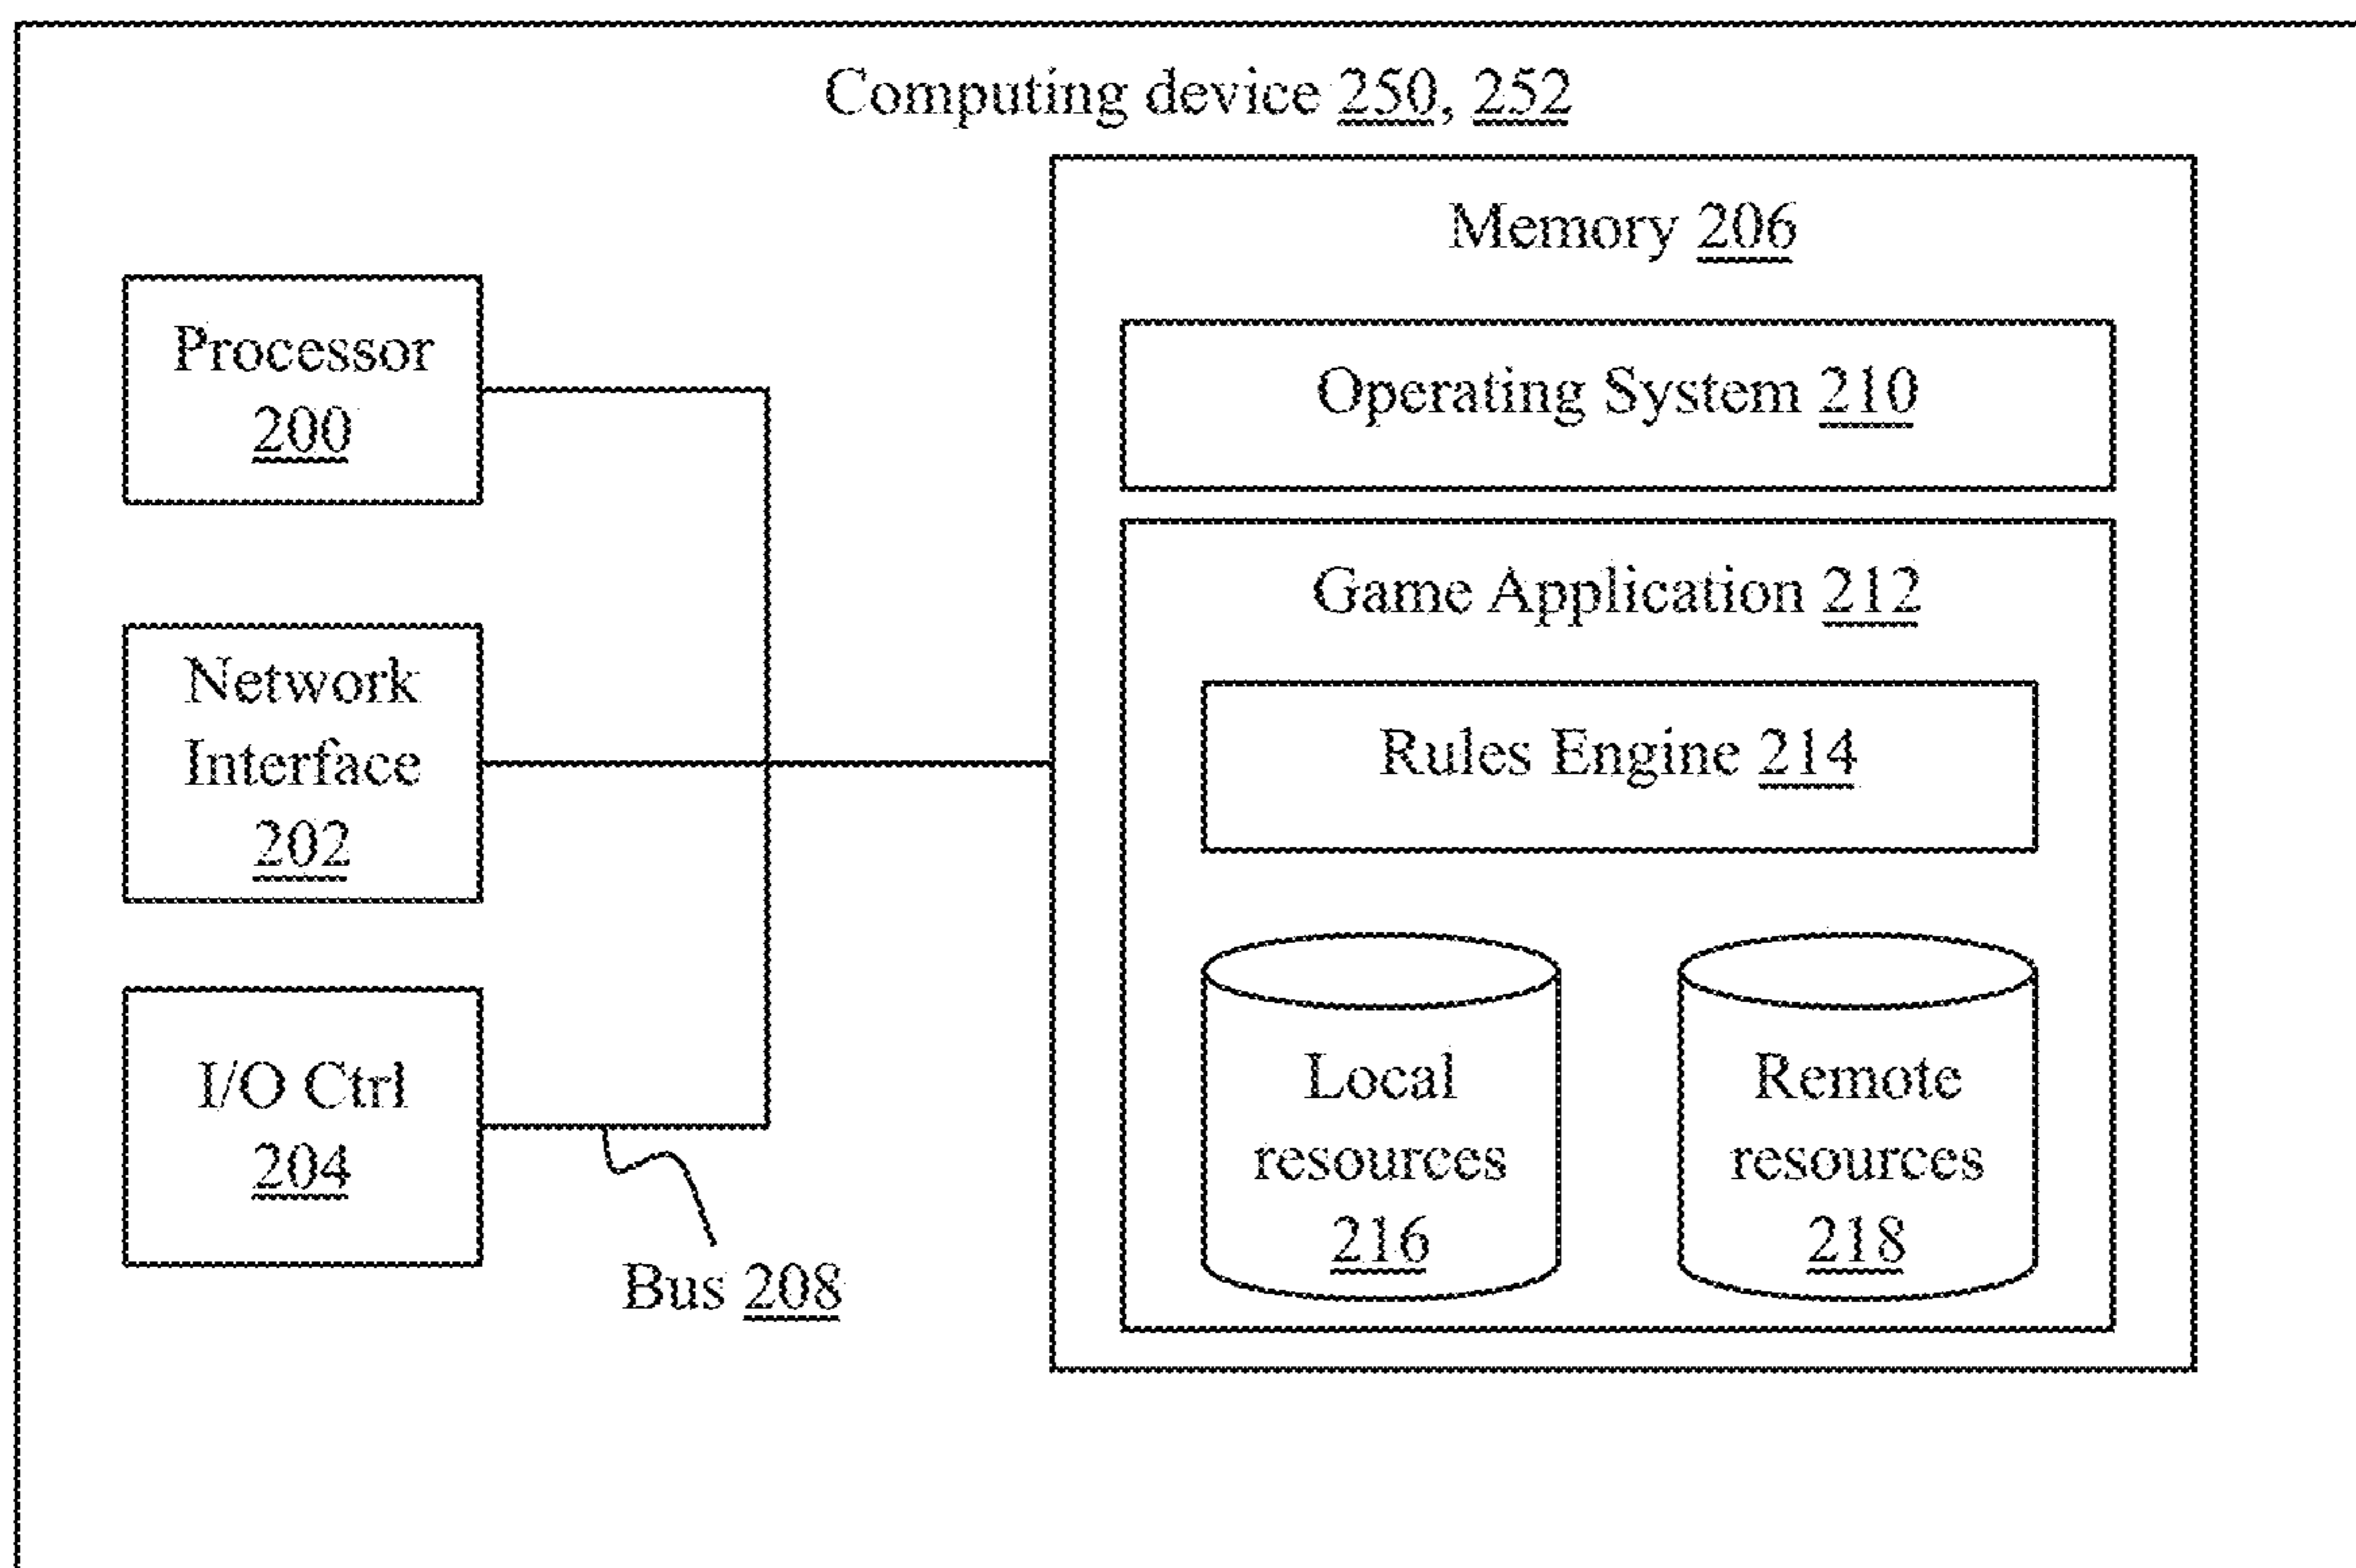 Computing device 250, 252
Processor
200
Network
Interface
202
I/O Ctrl
204
Bus 208
Memory 206
Operating System 210
Game Application 212
Rules Engine 214
Local
resources
216
Remote
resources
218